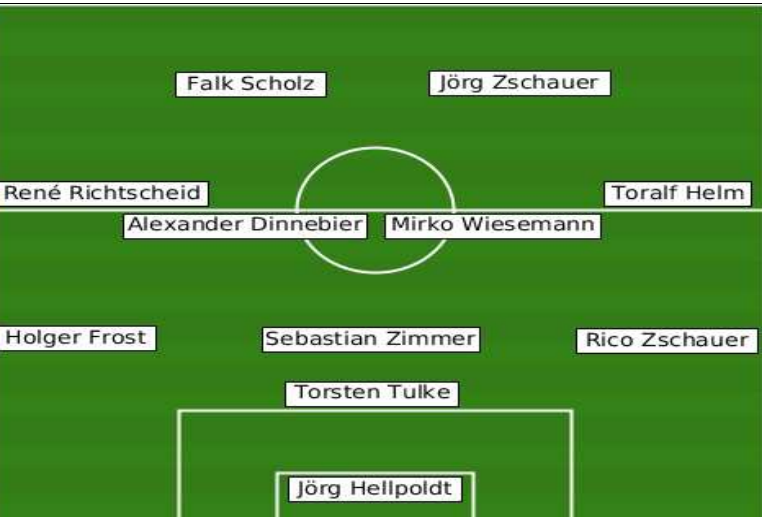 Falk Scholz
Jörg Zschauer
René Richtscheid
Toralf Helm
Alexander Dinnebier
Mirko Wiesemann
Holger Frost
Sebastian Zimmer
Rico Zschauer
Torsten Tulke
Jörg Hellpoldt